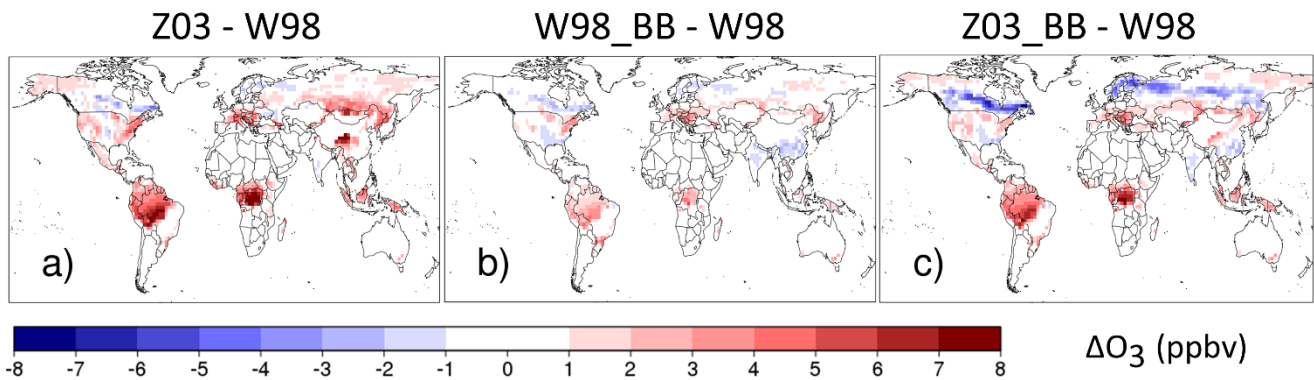 Z03 - W98
W98_BB - W98
Z03_BB - W98
a)
b)
c)
-8 -7 -6 -5 -4 -3 -2 -1 0 1 2 3 4 5 6 7 8
ΔO₃ (ppbv)